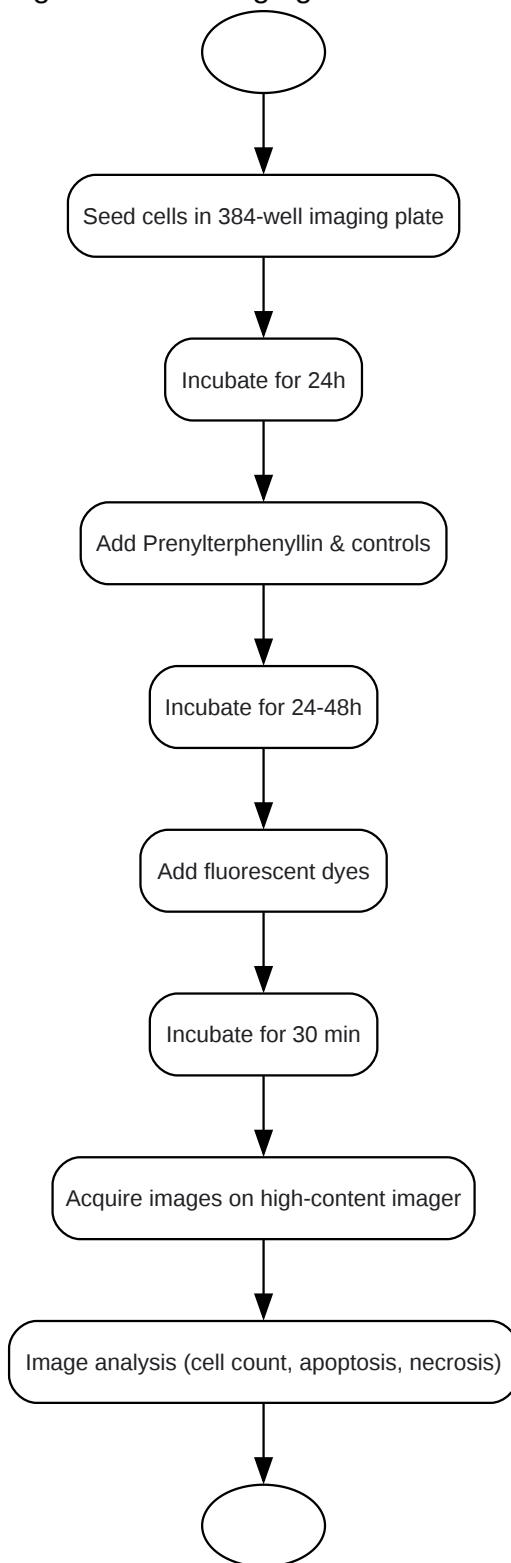 Seed cells in 384-well imaging plate
Incubate for 24h
Add Prenylterphenyllin & controls
Incubate for 24-48h
Add fluorescent dyes
Incubate for 30 min
Acquire images on high-content imager
Image analysis (cell count, apoptosis, necrosis)